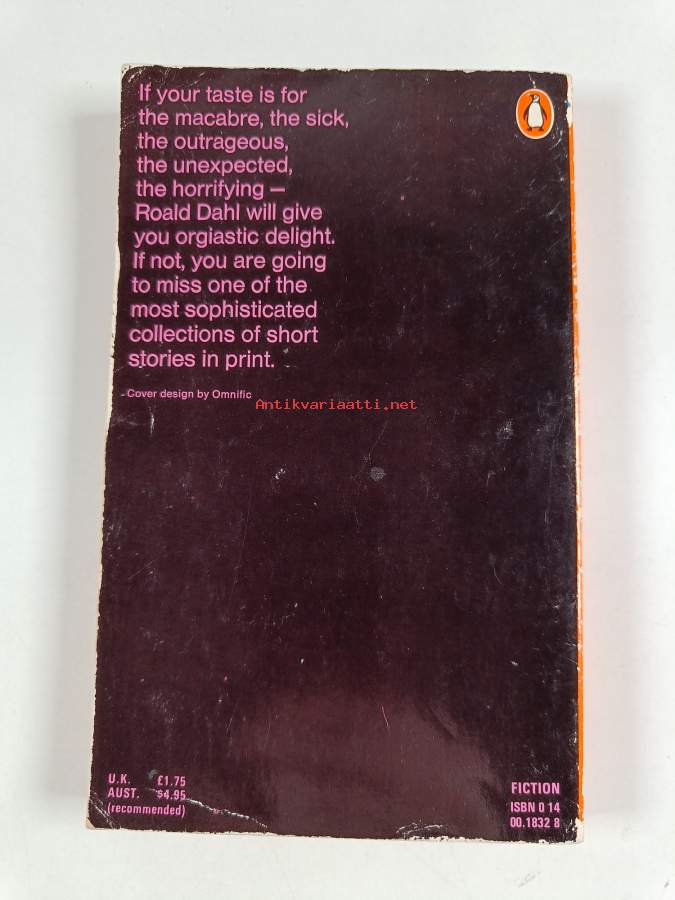 If your taste is for
the macabre, the sick,
the outrageous,
the unexpected,
the horrifying —
Roald Dahl will give
you orgiastic delight.
If not, you are going
to miss one of the
most sophisticated
collections of short
stories in print.
Cover design by Omnific
Antikvariaatti.net
U.K. £1.75
AUST. $4.95
(recommended)
FICTION
ISBN 0 14
00.1832 8